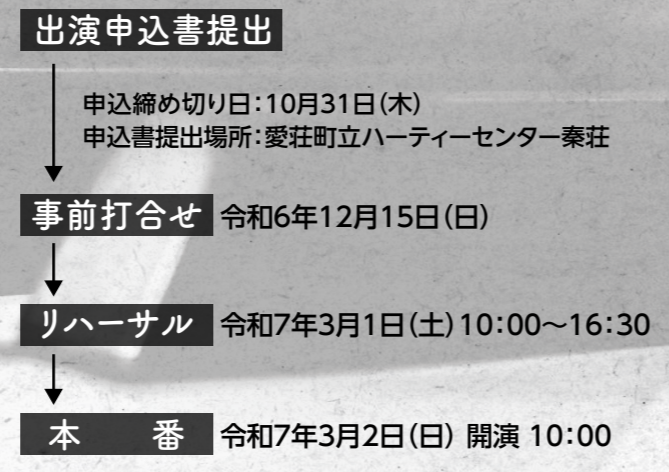 出演申込書提出
申込締め切り日：10月31日（木）
申込書提出場所：愛荘町立ハーティーセンター秦荘
事前打合せ 令和6年12月15日（日）
リハーサル 令和7年3月1日（土）10：00〜16：30
本　番 令和7年3月2日（日） 開演 10：00